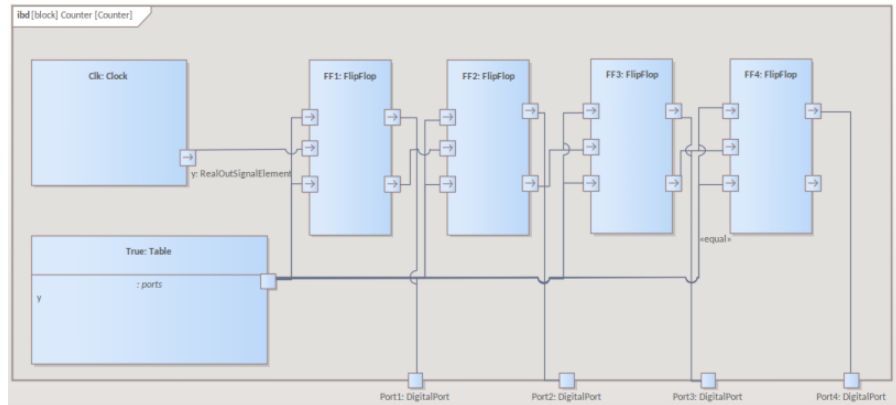 ibd [block] Counter [Counter]
Clk: Clock
FF1: FlipFlop
FF2: FlipFlop
FF3: FlipFlop
FF4: FlipFlop
y: RealOutSignalElement
True: Table
: ports
y
«equal»
Port1: DigitalPort
Port2: DigitalPort
Port3: DigitalPort
Port4: DigitalPort